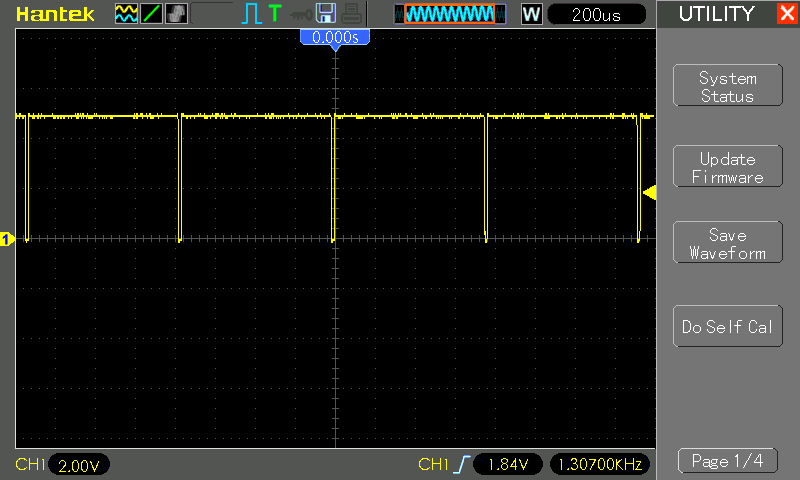 Hantek
T
W
200us
UTILITY
0.000s
System
Status
Update
Firmware
Save
Waveform
Do Self Cal
1
CH1
2.00V
CH1
1.84V
1.30700KHz
Page 1/4